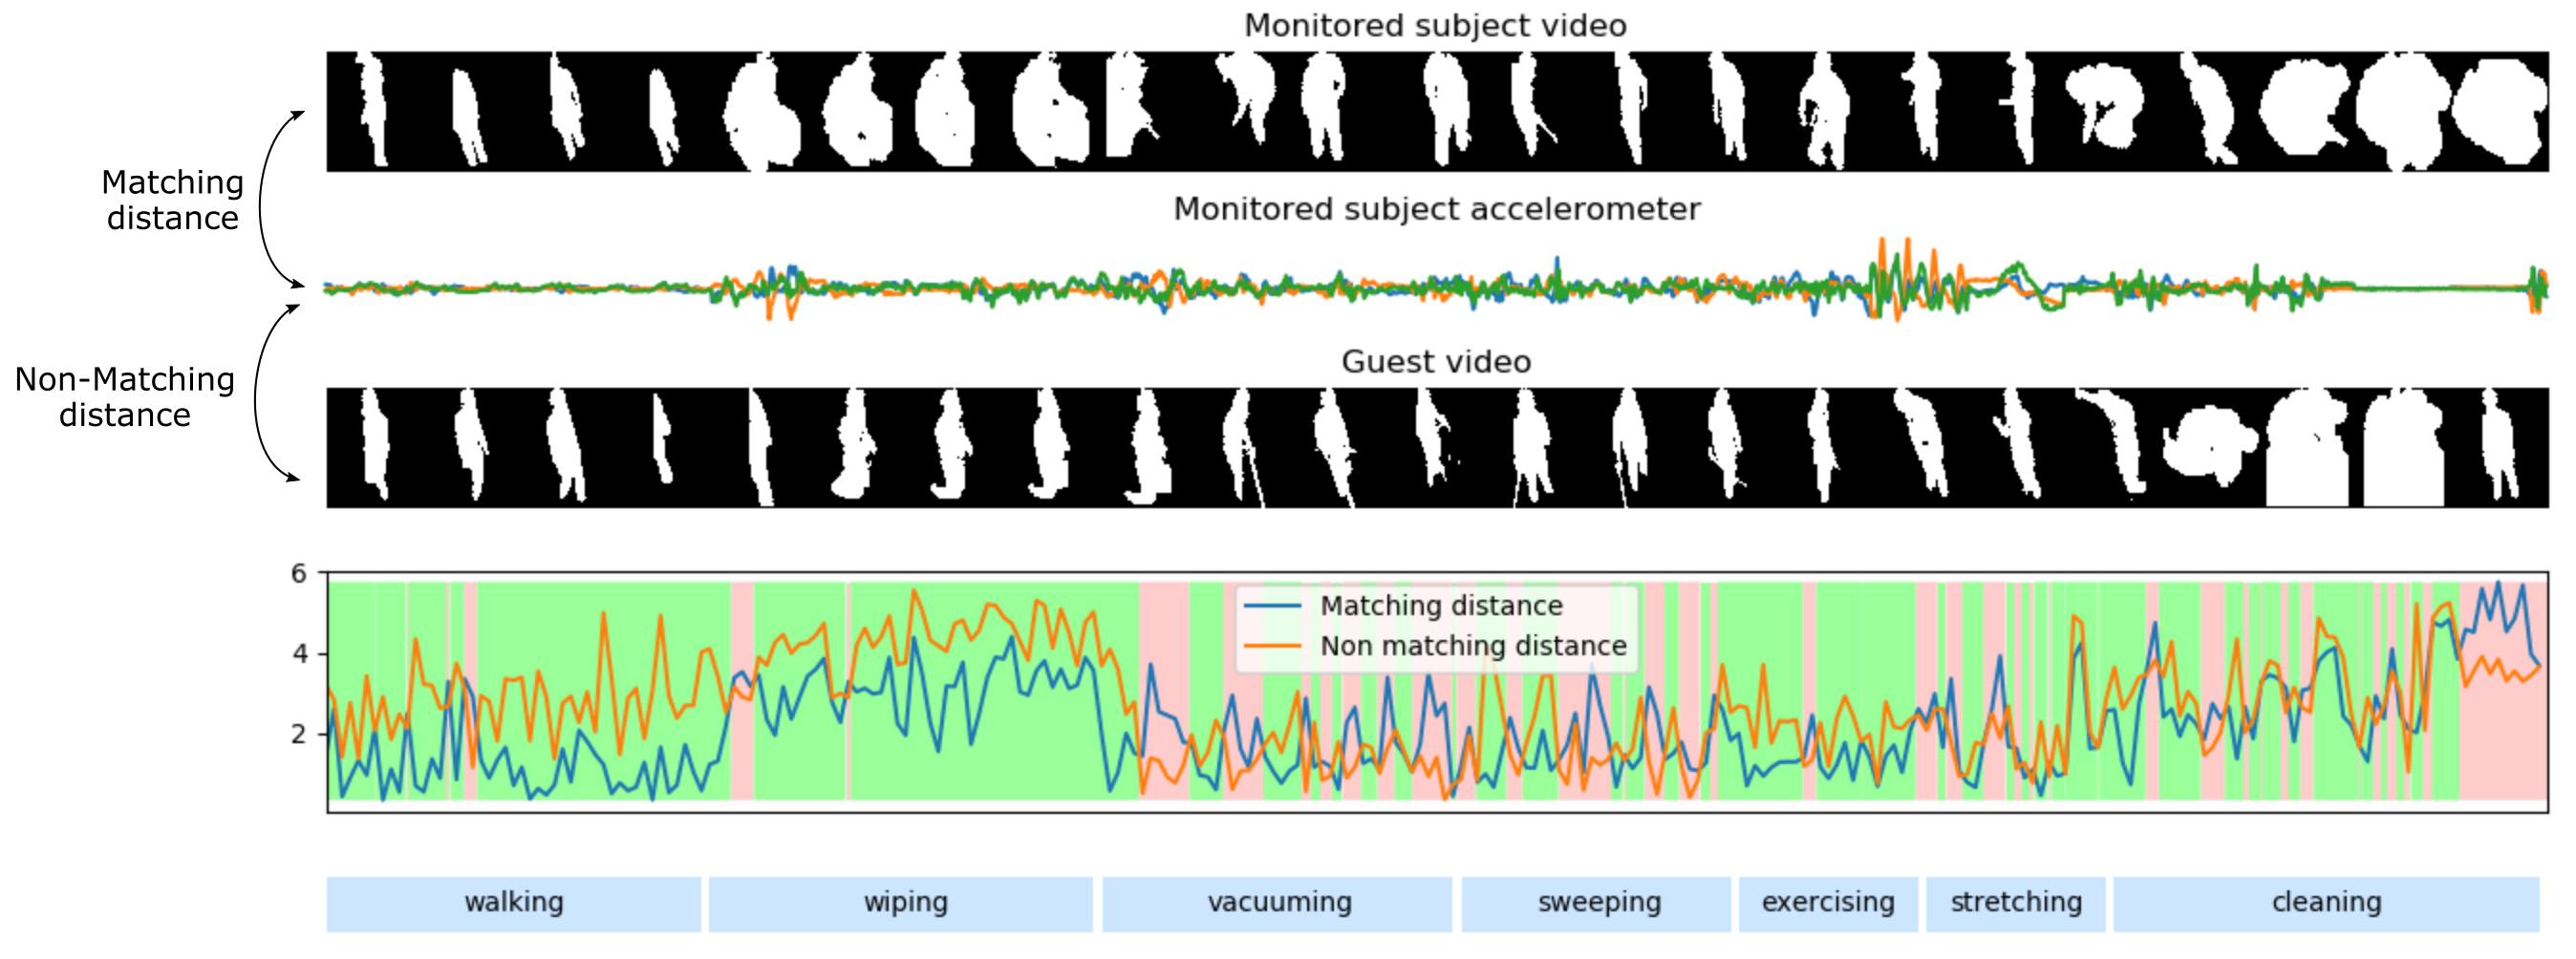 Monitored subject video
Matching
distance
Monitored subject accelerometer
Guest video
Non-Matching
distance
6
4
2
Matching distance
Non matching distance
walking
wiping
vacuuming
sweeping
exercising
stretching
cleaning